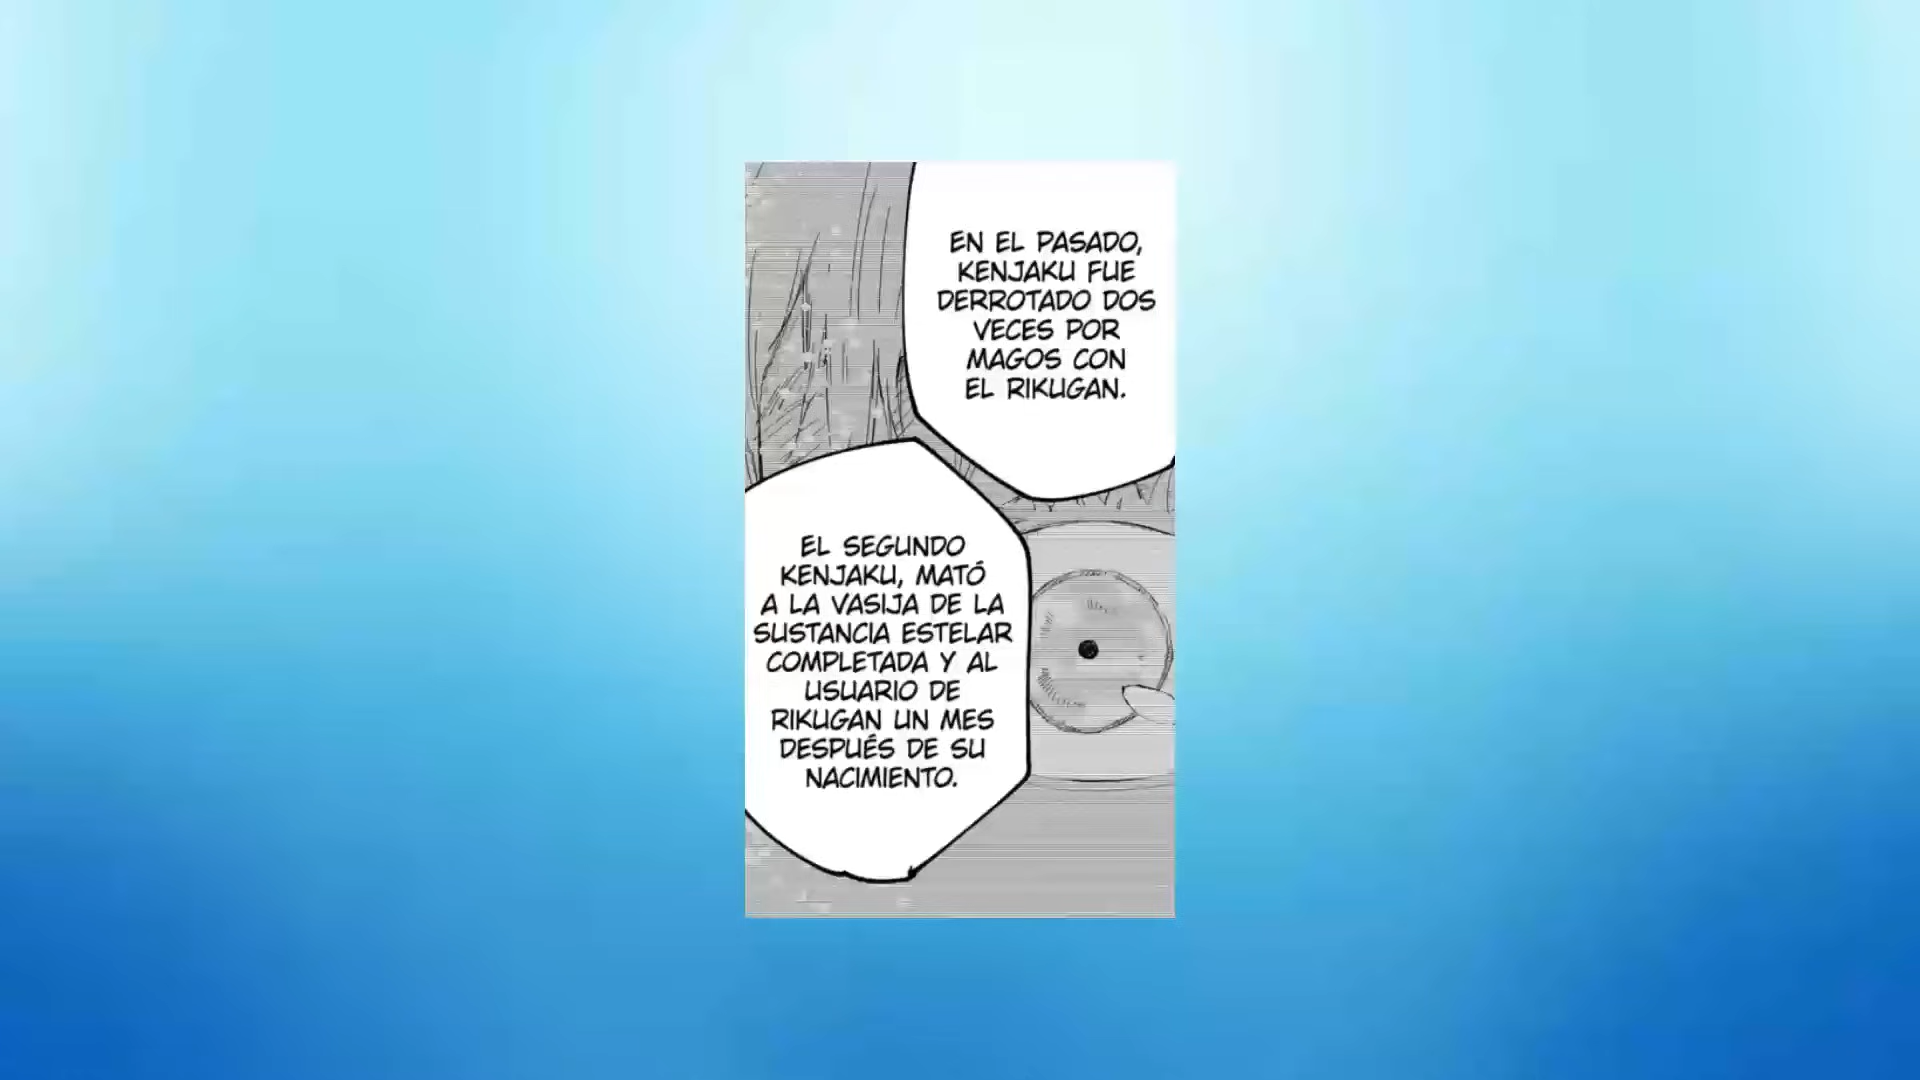 EN EL PASADO,
KENJAKU FUE
DERROTADO DOS
VECES POR
MAGOS CON
EL RIKUGAN.
EL SEGUNDO
KENJAKU, MATÓ
A LA VASIJA DE LA
SUSTANCIA ESTELAR
COMPLETADA Y AL
USUARIO DE
RIKUGAN UN MES
DESPUÉS DE SU
NACIMIENTO.